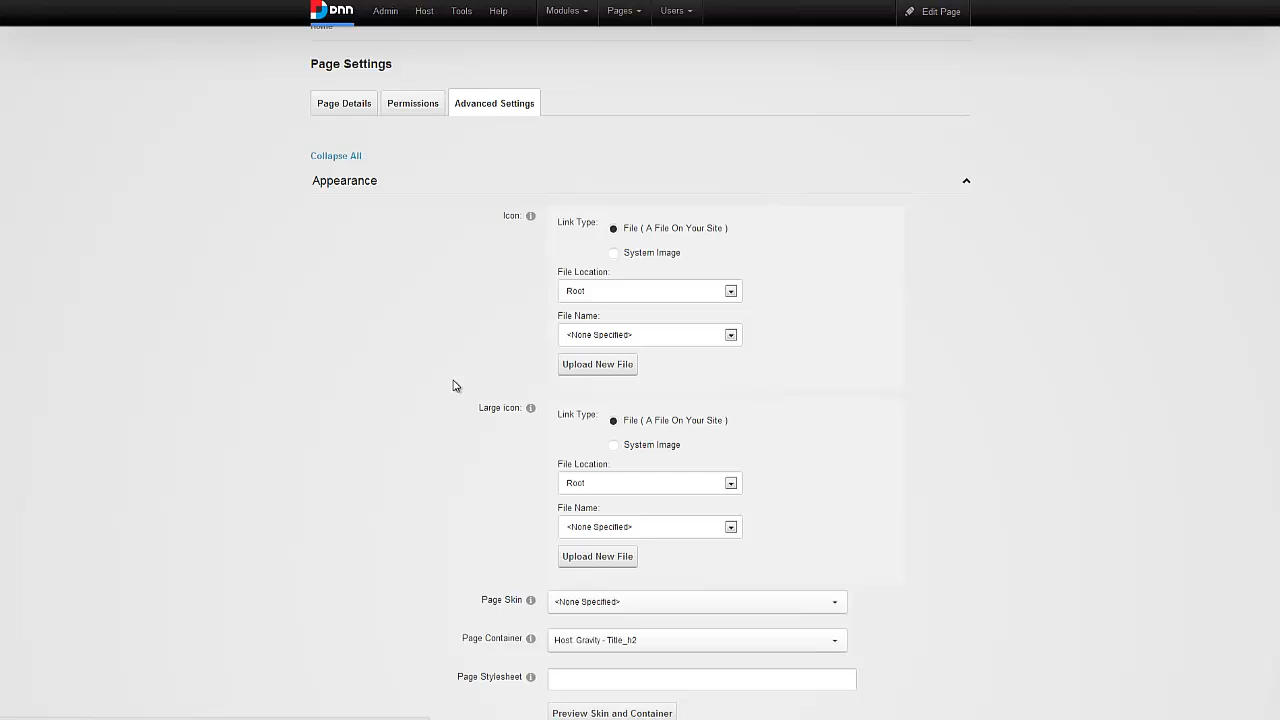 DNN Admin Host Tools Help Modules Pages Users Edit Page
Home
Page Settings
Page Details Permissions Advanced Settings
Collapse All
Appearance
Icon: Link Type: File ( A File On Your Site )
System Image
File Location:
Root
File Name:
<None Specified>
Upload New File
Large icon: Link Type: File ( A File On Your Site )
System Image
File Location:
Root
File Name:
<None Specified>
Upload New File
Page Skin <None Specified>
Page Container Host: Gravity - Title_h2
Page Stylesheet
Preview Skin and Container